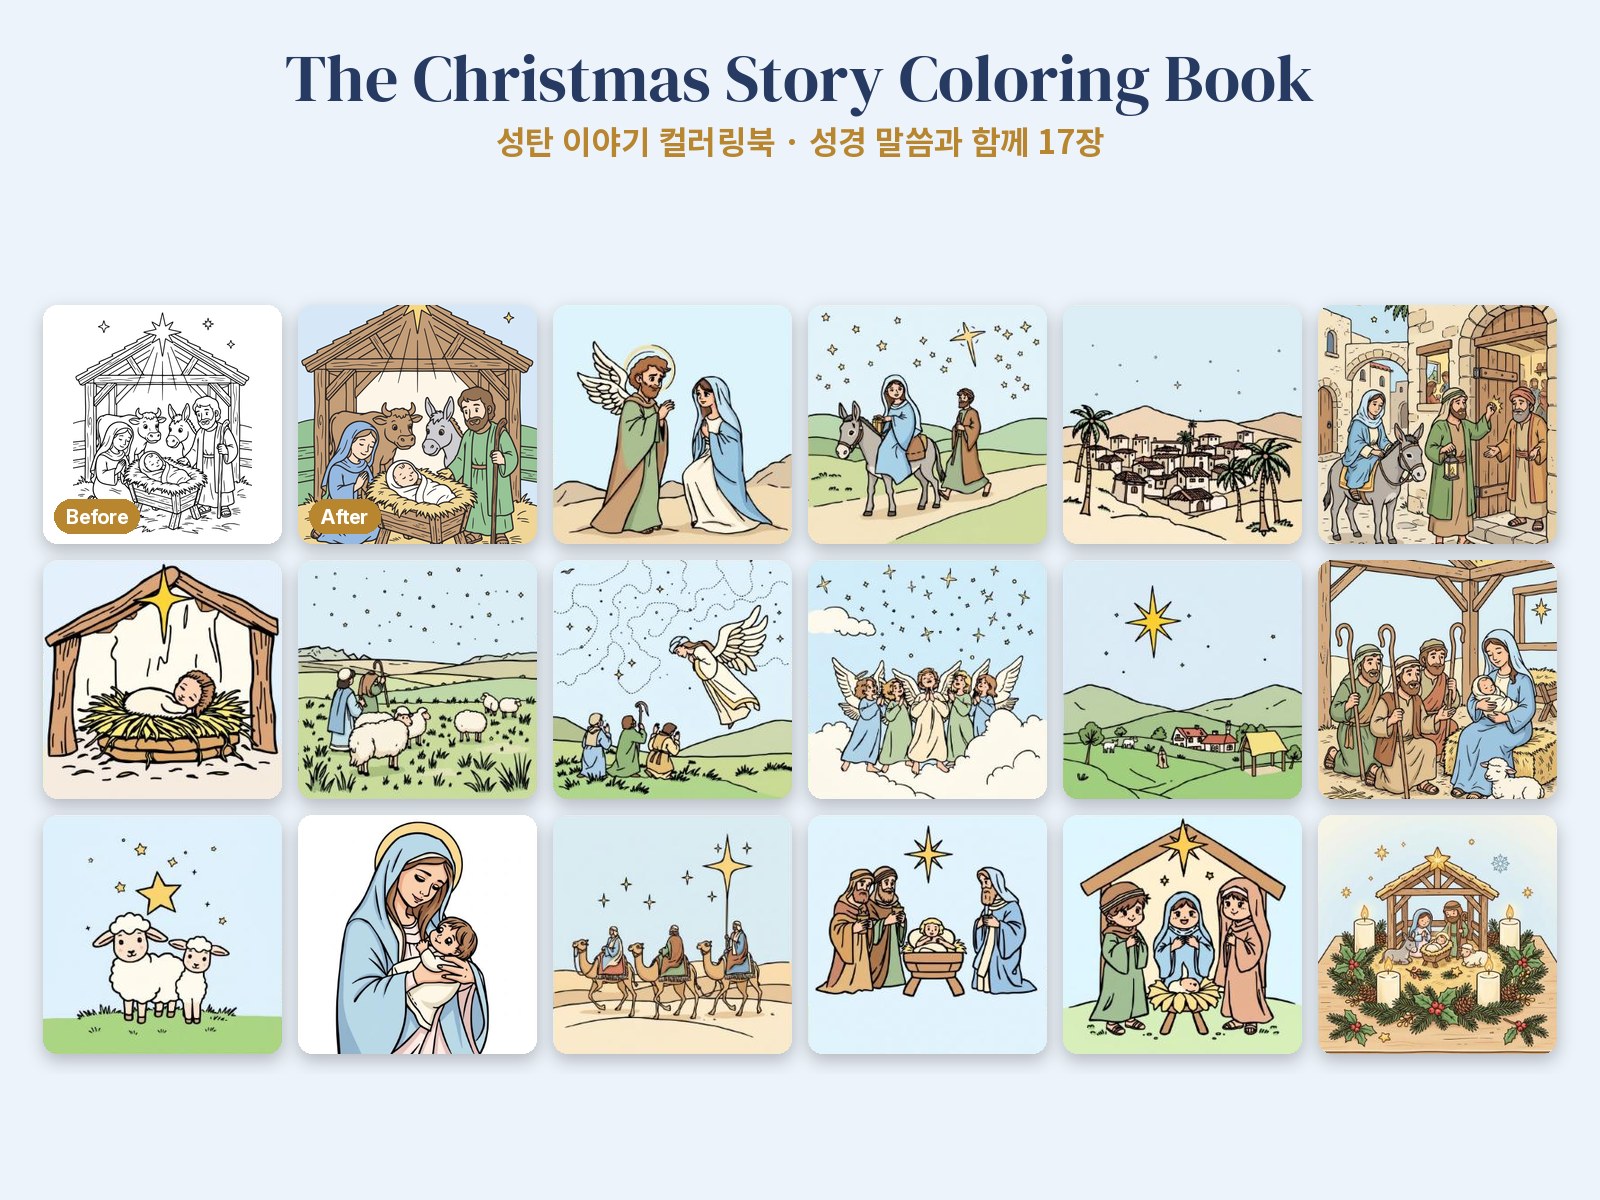 The Christmas Story Coloring Book
성탄 이야기 컬러링북 · 성경 말씀과 함께 17장
Before
After